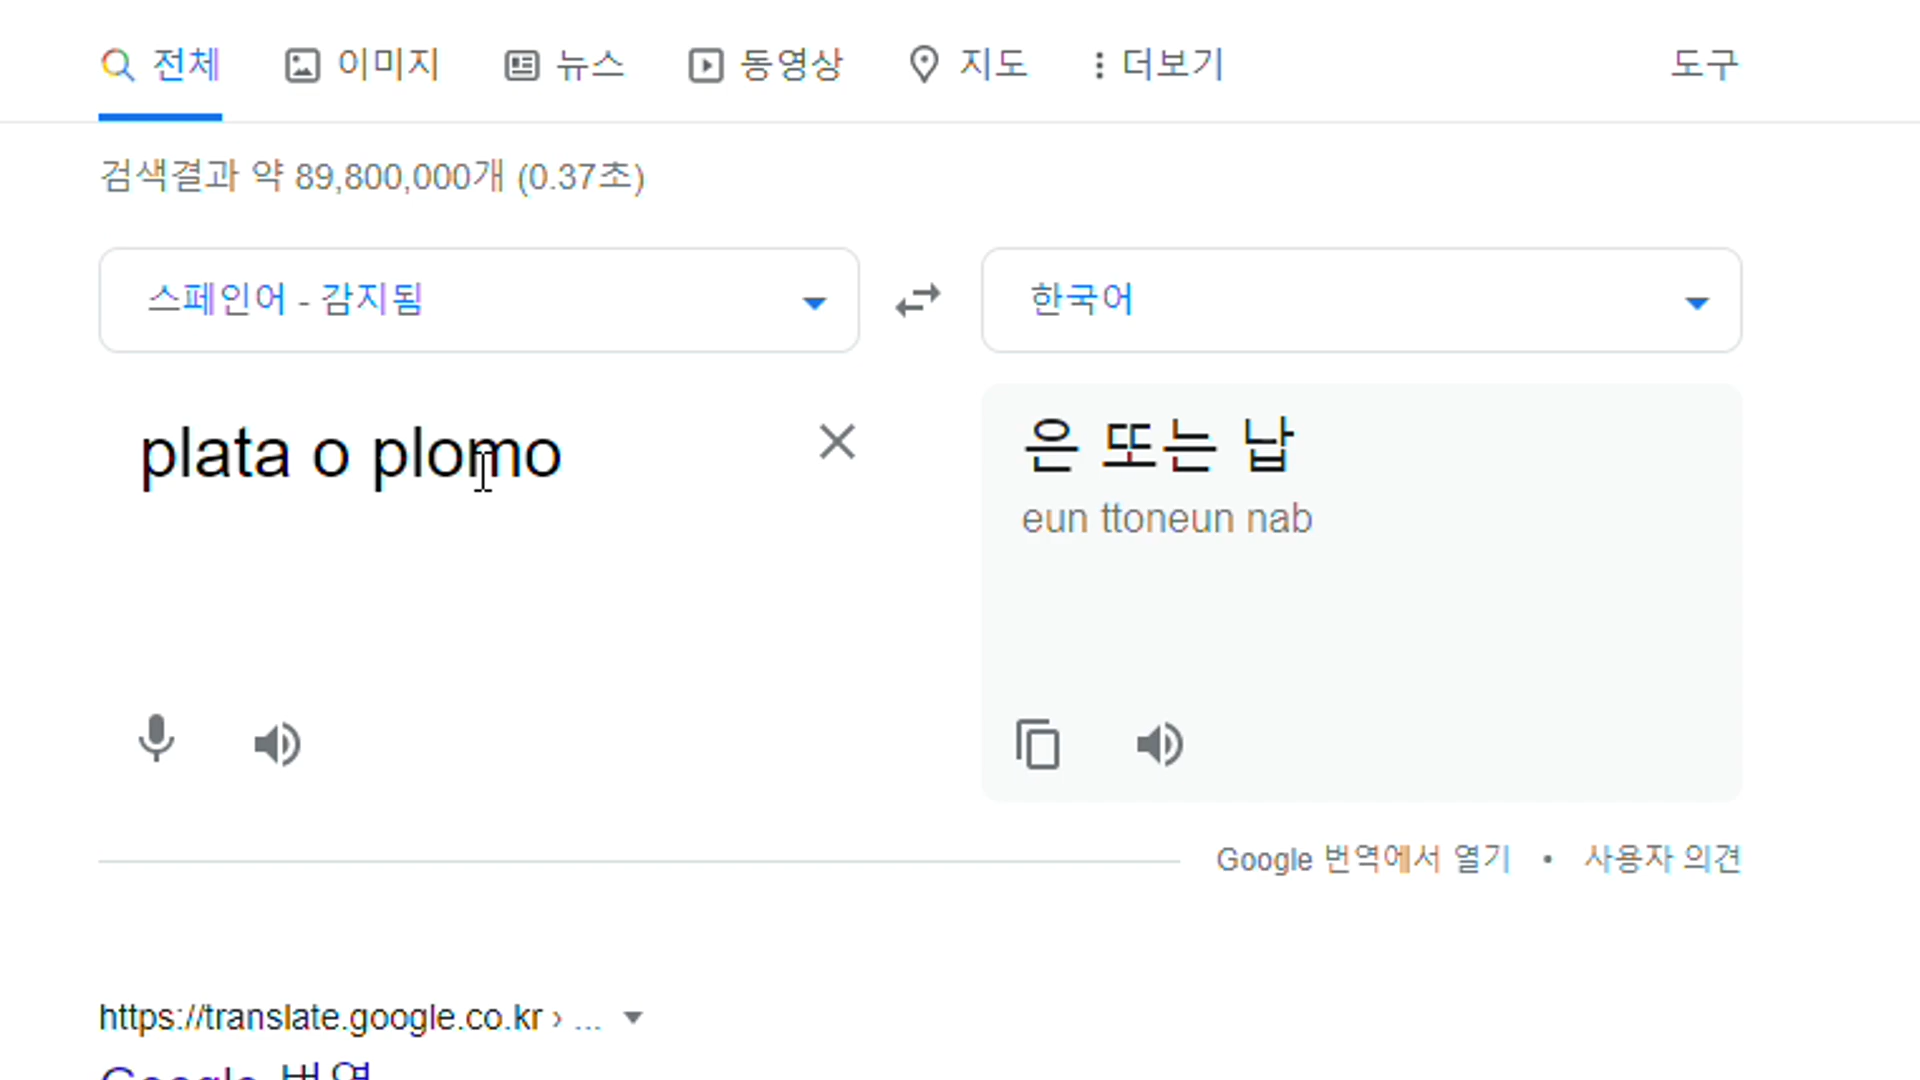 전체 이미지 뉴스 동영상 지도 더보기 도구
검색결과 약 89,800,000개 (0.37초)
스페인어 - 감지됨 한국어
plata o plomo 은 또는 납
eun ttoneun nab
Google 번역에서 열기 • 사용자 의견
https://translate.google.co.kr › ...
Google 번역